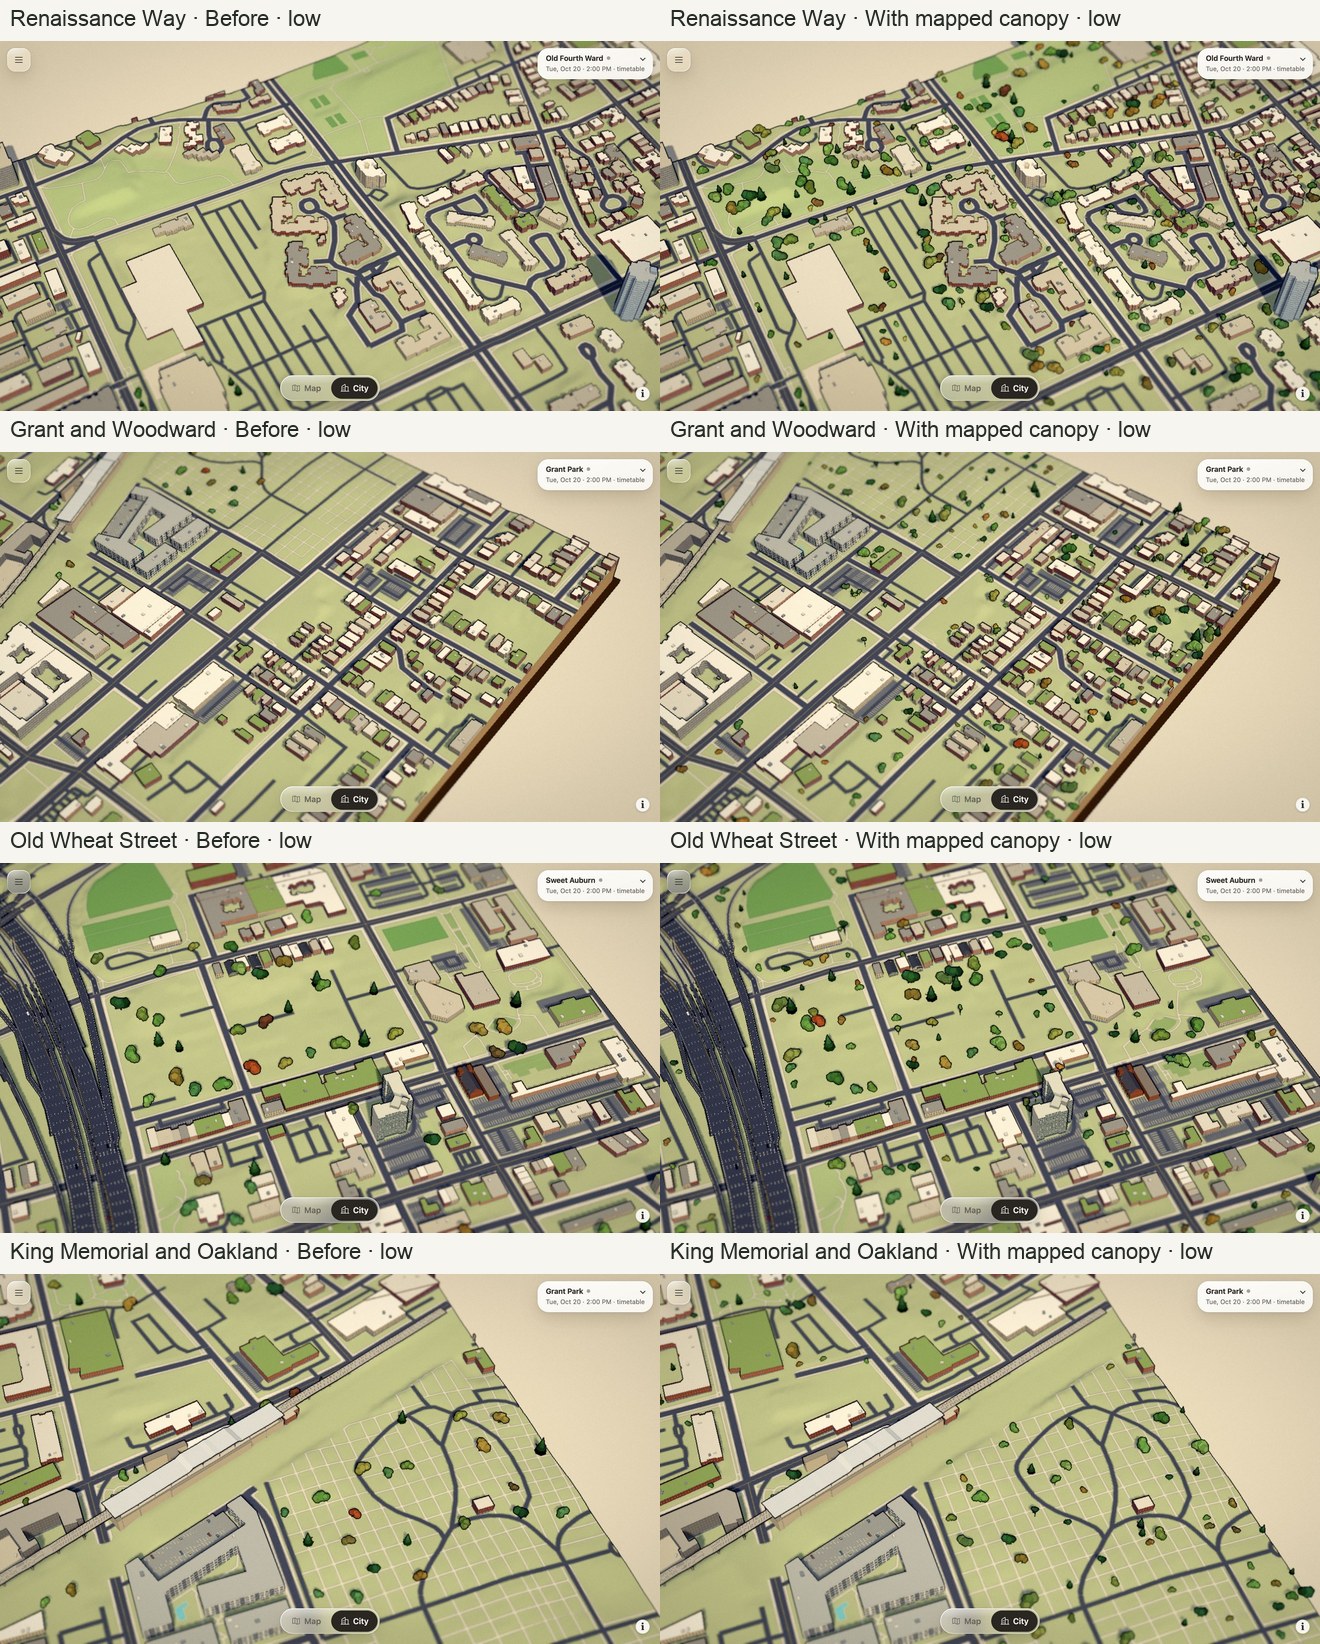 Renaissance Way · Before · low
Renaissance Way · With mapped canopy · low
Old Fourth Ward
Tue, Oct 20 · 2:00 PM · timetable
Map City
i
Old Fourth Ward
Tue, Oct 20 · 2:00 PM · timetable
Map City
i
Grant and Woodward · Before · low
Grant and Woodward · With mapped canopy · low
Grant Park
Tue, Oct 20 · 2:00 PM · timetable
Map City
i
Grant Park
Tue, Oct 20 · 2:00 PM · timetable
Map City
i
Old Wheat Street · Before · low
Old Wheat Street · With mapped canopy · low
Sweet Auburn
Tue, Oct 20 · 2:00 PM · timetable
Map City
i
Sweet Auburn
Tue, Oct 20 · 2:00 PM · timetable
Map City
i
King Memorial and Oakland · Before · low
King Memorial and Oakland · With mapped canopy · low
Grant Park
Tue, Oct 20 · 2:00 PM · timetable
Map City
i
Grant Park
Tue, Oct 20 · 2:00 PM · timetable
Map City
i